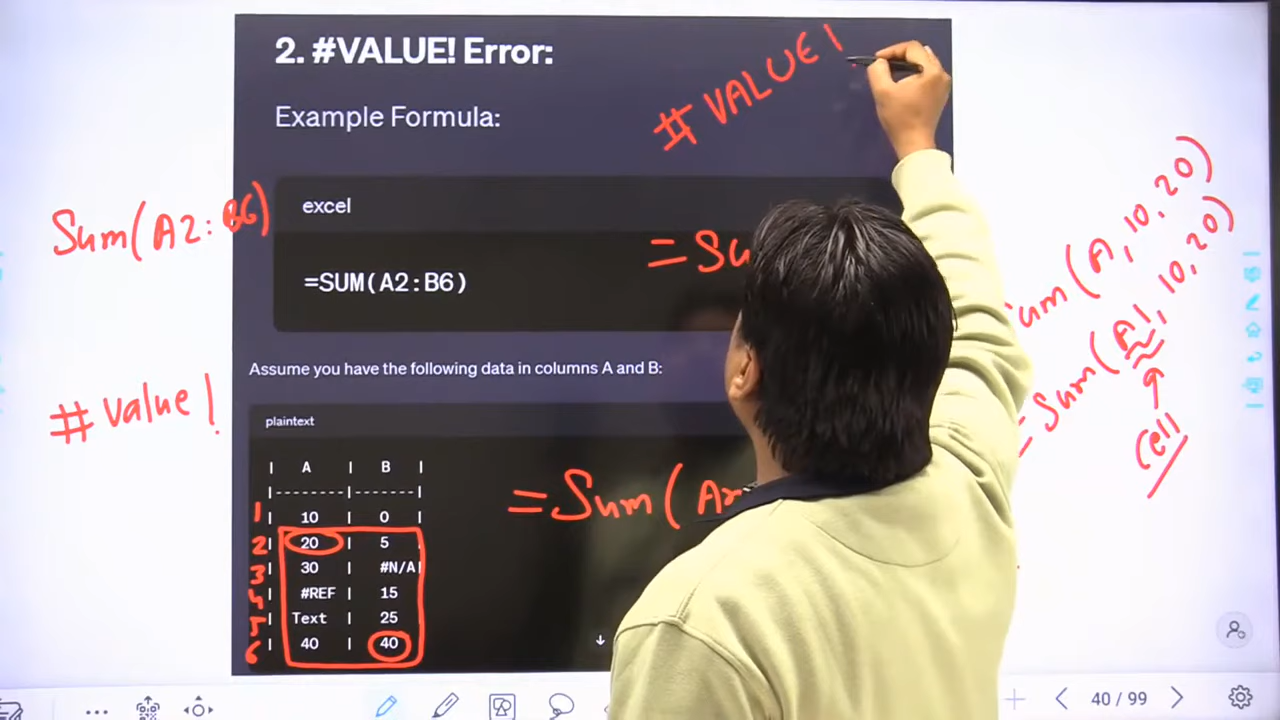 2. #VALUE! Error:
# VALUE !
Example Formula:
Sum(A2:B6)
excel
=SUM(A2:B6)
Sum(A, 10, 20)
= Sum(A1, 10, 20)
Cell
Assume you have the following data in columns A and B:
# Value !
plaintext
| A | B |
|--------|-------|
1 | 10 | 0 |
2 | 20 | 5
3 | 30 | #N/A|
4 | #REF | 15
5 | Text | 25
6 | 40 | 40
40 / 99